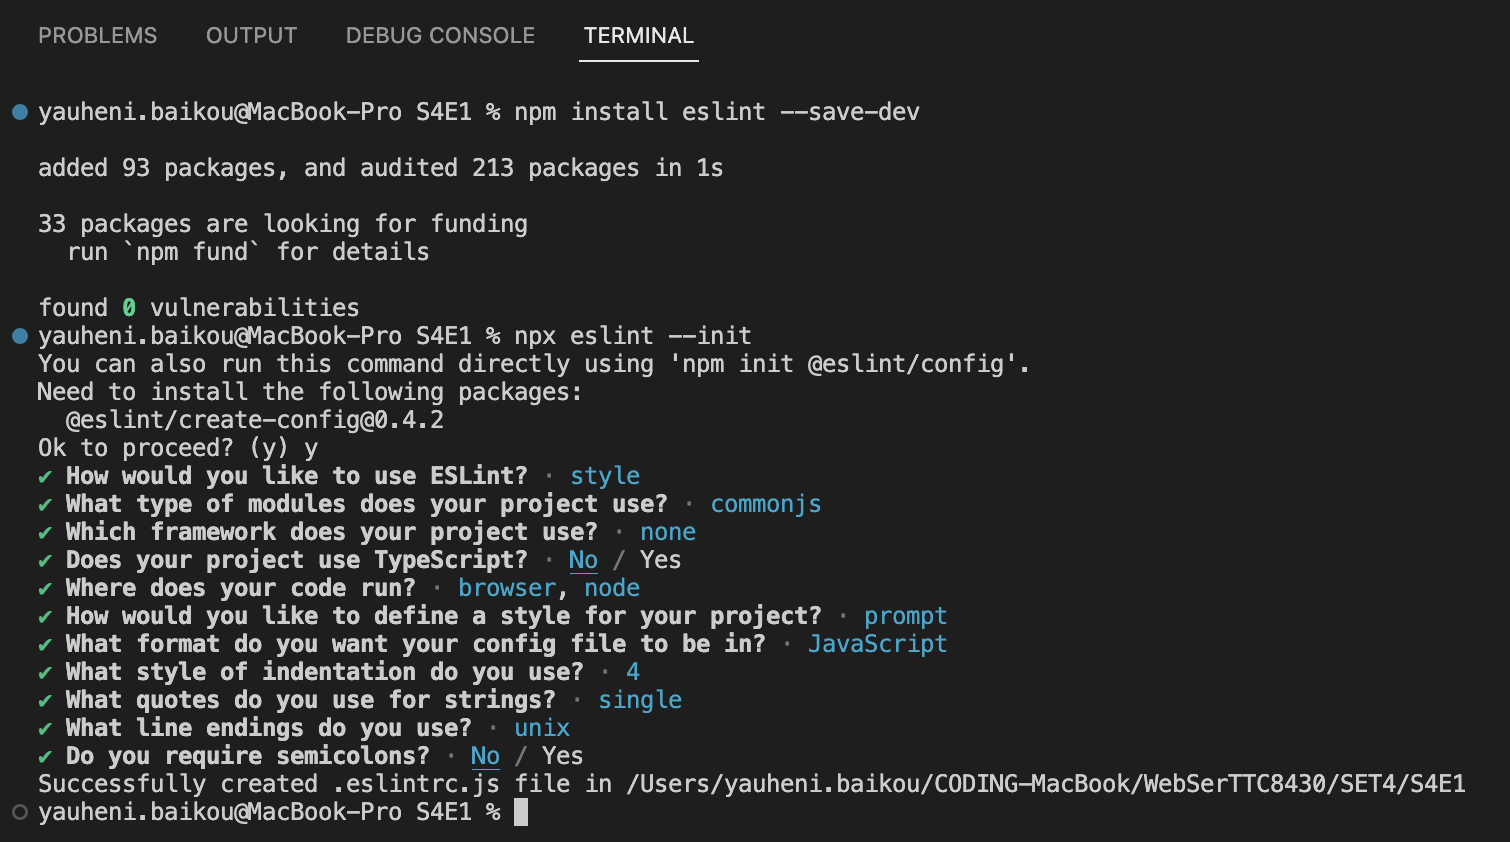 PROBLEMS OUTPUT DEBUG CONSOLE TERMINAL
yauheni.baikou@MacBook-Pro S4E1 % npm install eslint --save-dev
added 93 packages, and audited 213 packages in 1s
33 packages are looking for funding
  run `npm fund` for details
found 0 vulnerabilities
yauheni.baikou@MacBook-Pro S4E1 % npx eslint --init
You can also run this command directly using 'npm init @eslint/config'.
Need to install the following packages:
  @eslint/create-config@0.4.2
Ok to proceed? (y) y
✔ How would you like to use ESLint? · style
✔ What type of modules does your project use? · commonjs
✔ Which framework does your project use? · none
✔ Does your project use TypeScript? · No / Yes
✔ Where does your code run? · browser, node
✔ How would you like to define a style for your project? · prompt
✔ What format do you want your config file to be in? · JavaScript
✔ What style of indentation do you use? · 4
✔ What quotes do you use for strings? · single
✔ What line endings do you use? · unix
✔ Do you require semicolons? · No / Yes
Successfully created .eslintrc.js file in /Users/yauheni.baikou/CODING-MacBook/WebSerTTC8430/SET4/S4E1
yauheni.baikou@MacBook-Pro S4E1 %